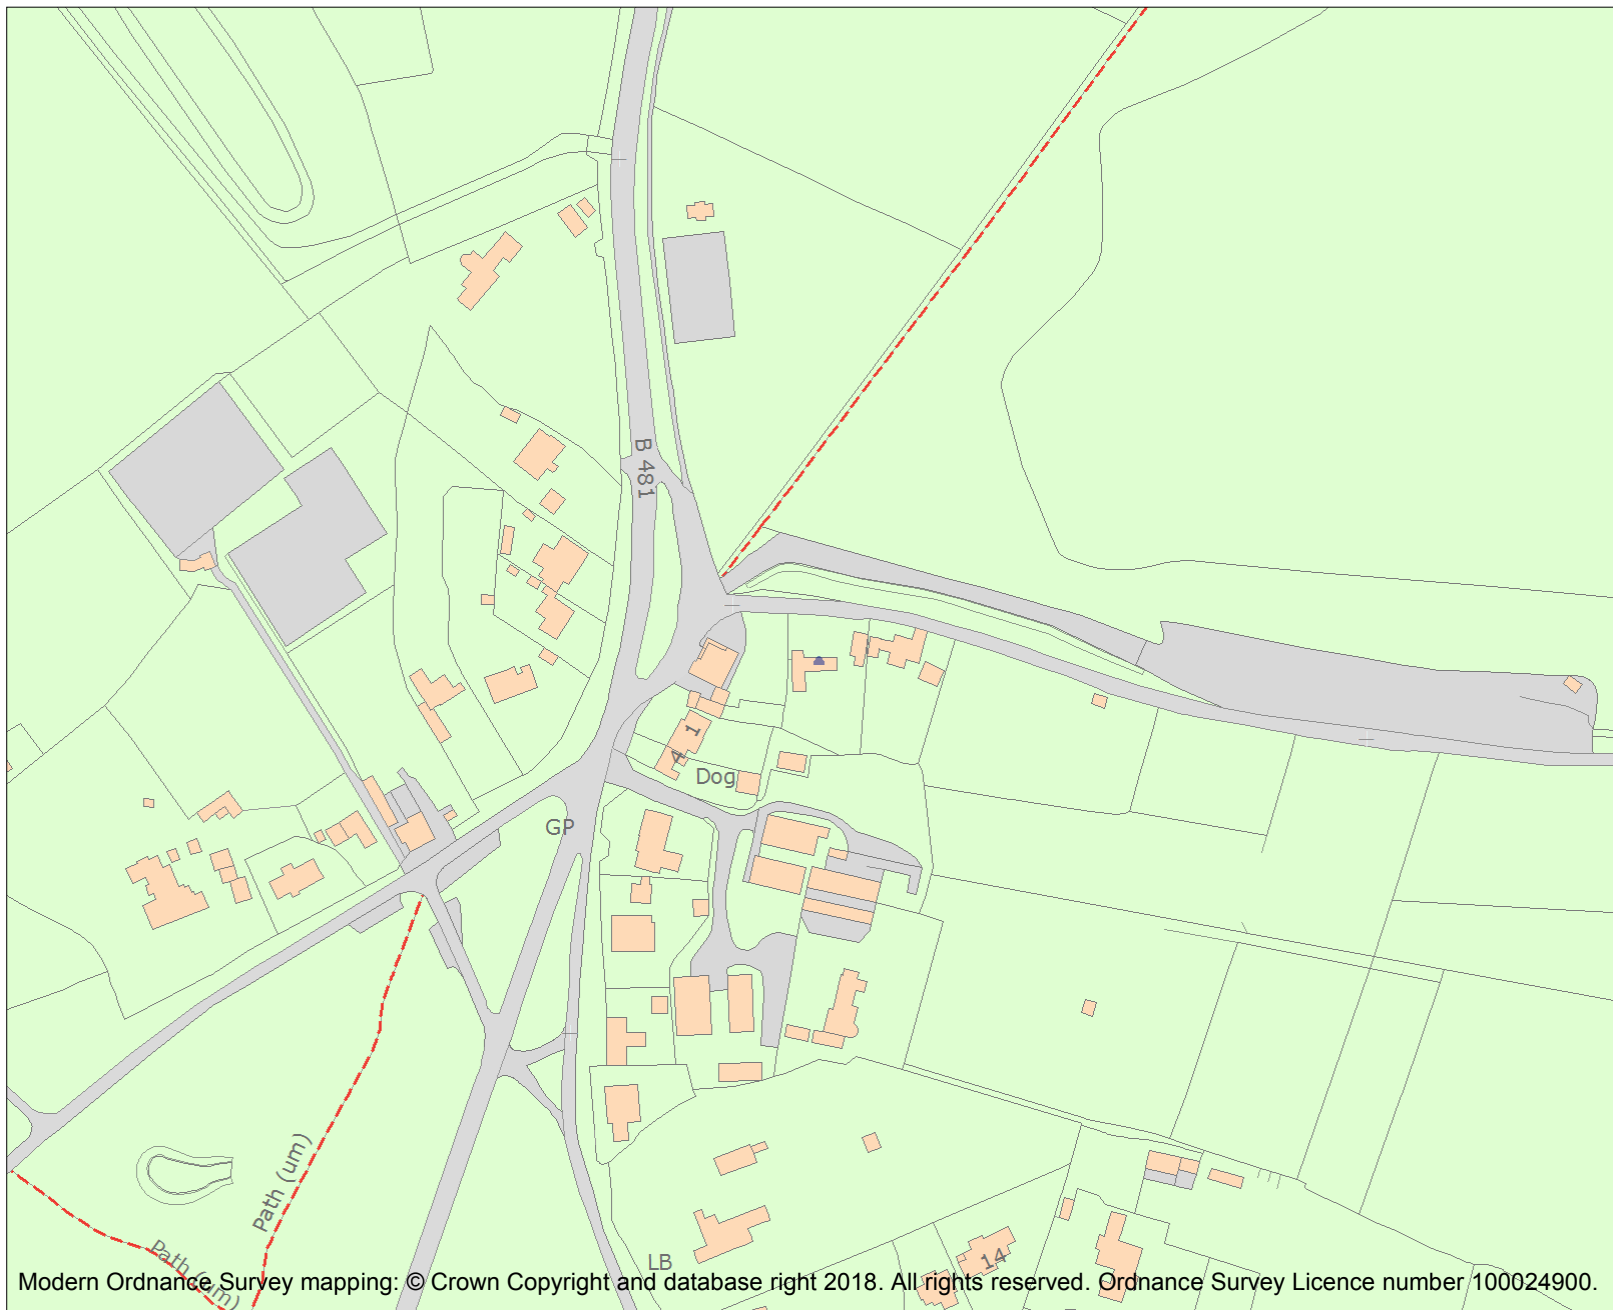 B 481
1
4
Dog
GP
Path (um)
Path (um)
LB
14
Modern Ordnance Survey mapping: © Crown Copyright and database right 2018. All rights reserved. Ordnance Survey Licence number 100024900.